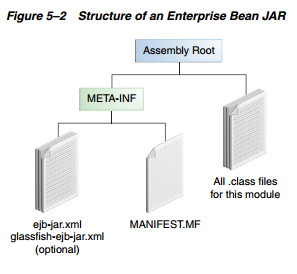 Figure 5–2 Structure of an Enterprise Bean JAR
Assembly Root
META-INF
All .class files
for this module
ejb-jar.xml
glassfish-ejb-jar.xml
(optional)
MANIFEST.MF